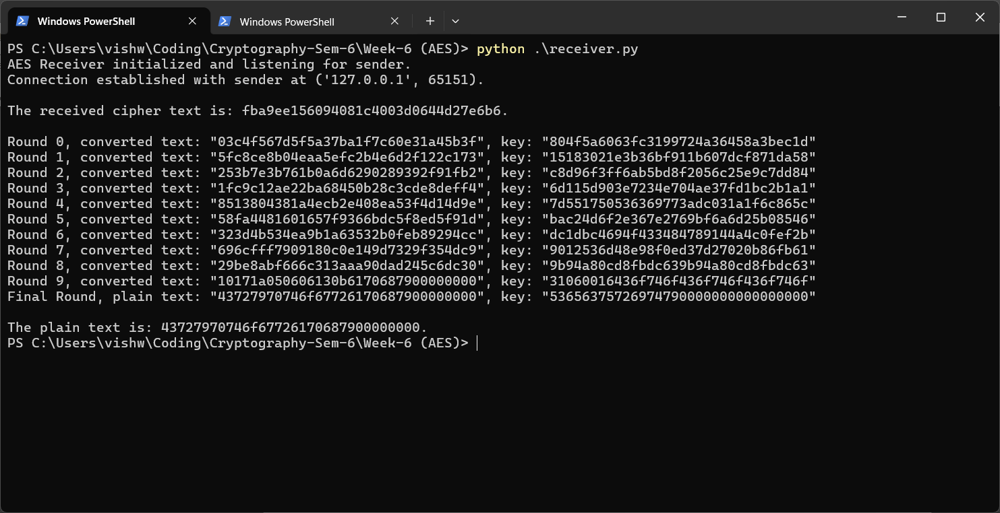 Windows PowerShell
Windows PowerShell
PS C:\Users\vishw\Coding\Cryptography-Sem-6\Week-6 (AES)> python .\receiver.py
AES Receiver initialized and listening for sender.
Connection established with sender at ('127.0.0.1', 65151).
The received cipher text is: fba9ee156094081c4003d0644d27e6b6.
Round 0, converted text: "03c4f567d5f5a37ba1f7c60e31a45b3f", key: "804f5a6063fc3199724a36458a3bec1d"
Round 1, converted text: "5fc8ce8b04eaa5efc2b4e6d2f122c173", key: "15183021e3b36bf911b607dcf871da58"
Round 2, converted text: "253b7e3b761b0a6d6290289392f91fb2", key: "c8d96f3ff6ab5bd8f2056c25e9c7dd84"
Round 3, converted text: "1fc9c12ae22ba68450b28c3cde8deff4", key: "6d115d903e7234e704ae37fd1bc2b1a1"
Round 4, converted text: "8513804381a4ecb2e408ea53f4d14d9e", key: "7d551750536369773adc031a1f6c865c"
Round 5, converted text: "58fa4481601657f9366bdc5f8ed5f91d", key: "bac24d6f2e367e2769bf6a6d25b08546"
Round 6, converted text: "323d4b534ea9b1a63532b0feb89294cc", key: "dc1dbc4694f433484789144a4c0fef2b"
Round 7, converted text: "696cfff7909180c0e149d7329f354dc9", key: "9012536d48e98f0ed37d27020b86fb61"
Round 8, converted text: "29be8abf666c313aaa90dad245c6dc30", key: "9b94a80cd8fbdc639b94a80cd8fbdc63"
Round 9, converted text: "10171a050606130b6170687900000000", key: "31060016436f746f436f746f436f746f"
Final Round, plain text: "43727970746f67726170687900000000", key: "53656375726974790000000000000000"
The plain text is: 43727970746f67726170687900000000.
PS C:\Users\vishw\Coding\Cryptography-Sem-6\Week-6 (AES)>